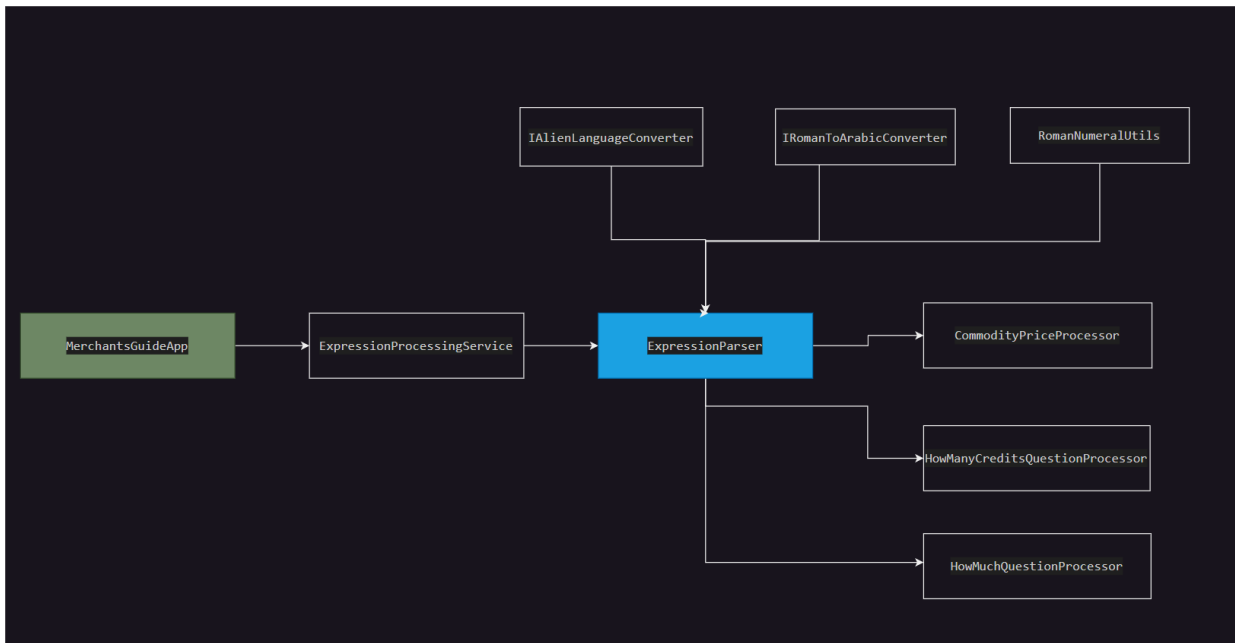 IAlienLanguageConverter
IRomanToArabicConverter
RomanNumeralUtils
MerchantsGuideApp
ExpressionProcessingService
ExpressionParser
CommodityPriceProcessor
HowManyCreditsQuestionProcessor
HowMuchQuestionProcessor